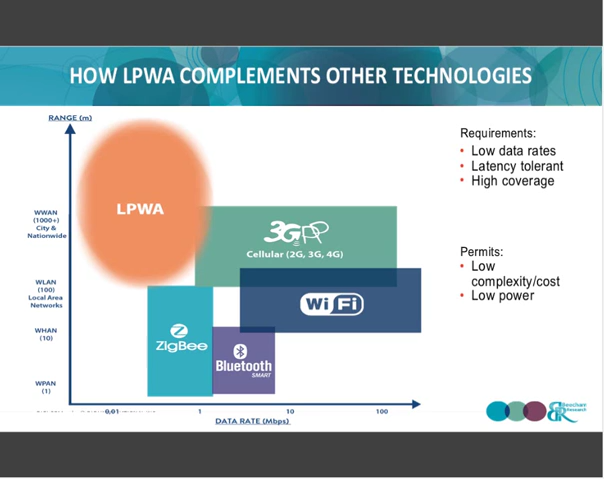 HOW LPWA COMPLEMENTS OTHER TECHNOLOGIES
RANGE (m)
WWAN
(1000+)
City &
Nationwide
WLAN
(100)
Local Area
Networks
WHAN
(10)
WPAN
(1)
LPWA
3GPP
Cellular (2G, 3G, 4G)
WiFi
ZigBee
Bluetooth
SMART
0.01
1
10
100
DATA RATE (Mbps)
Requirements:
• Low data rates
• Latency tolerant
• High coverage
Permits:
• Low
complexity/cost
• Low power
Beecham
Research